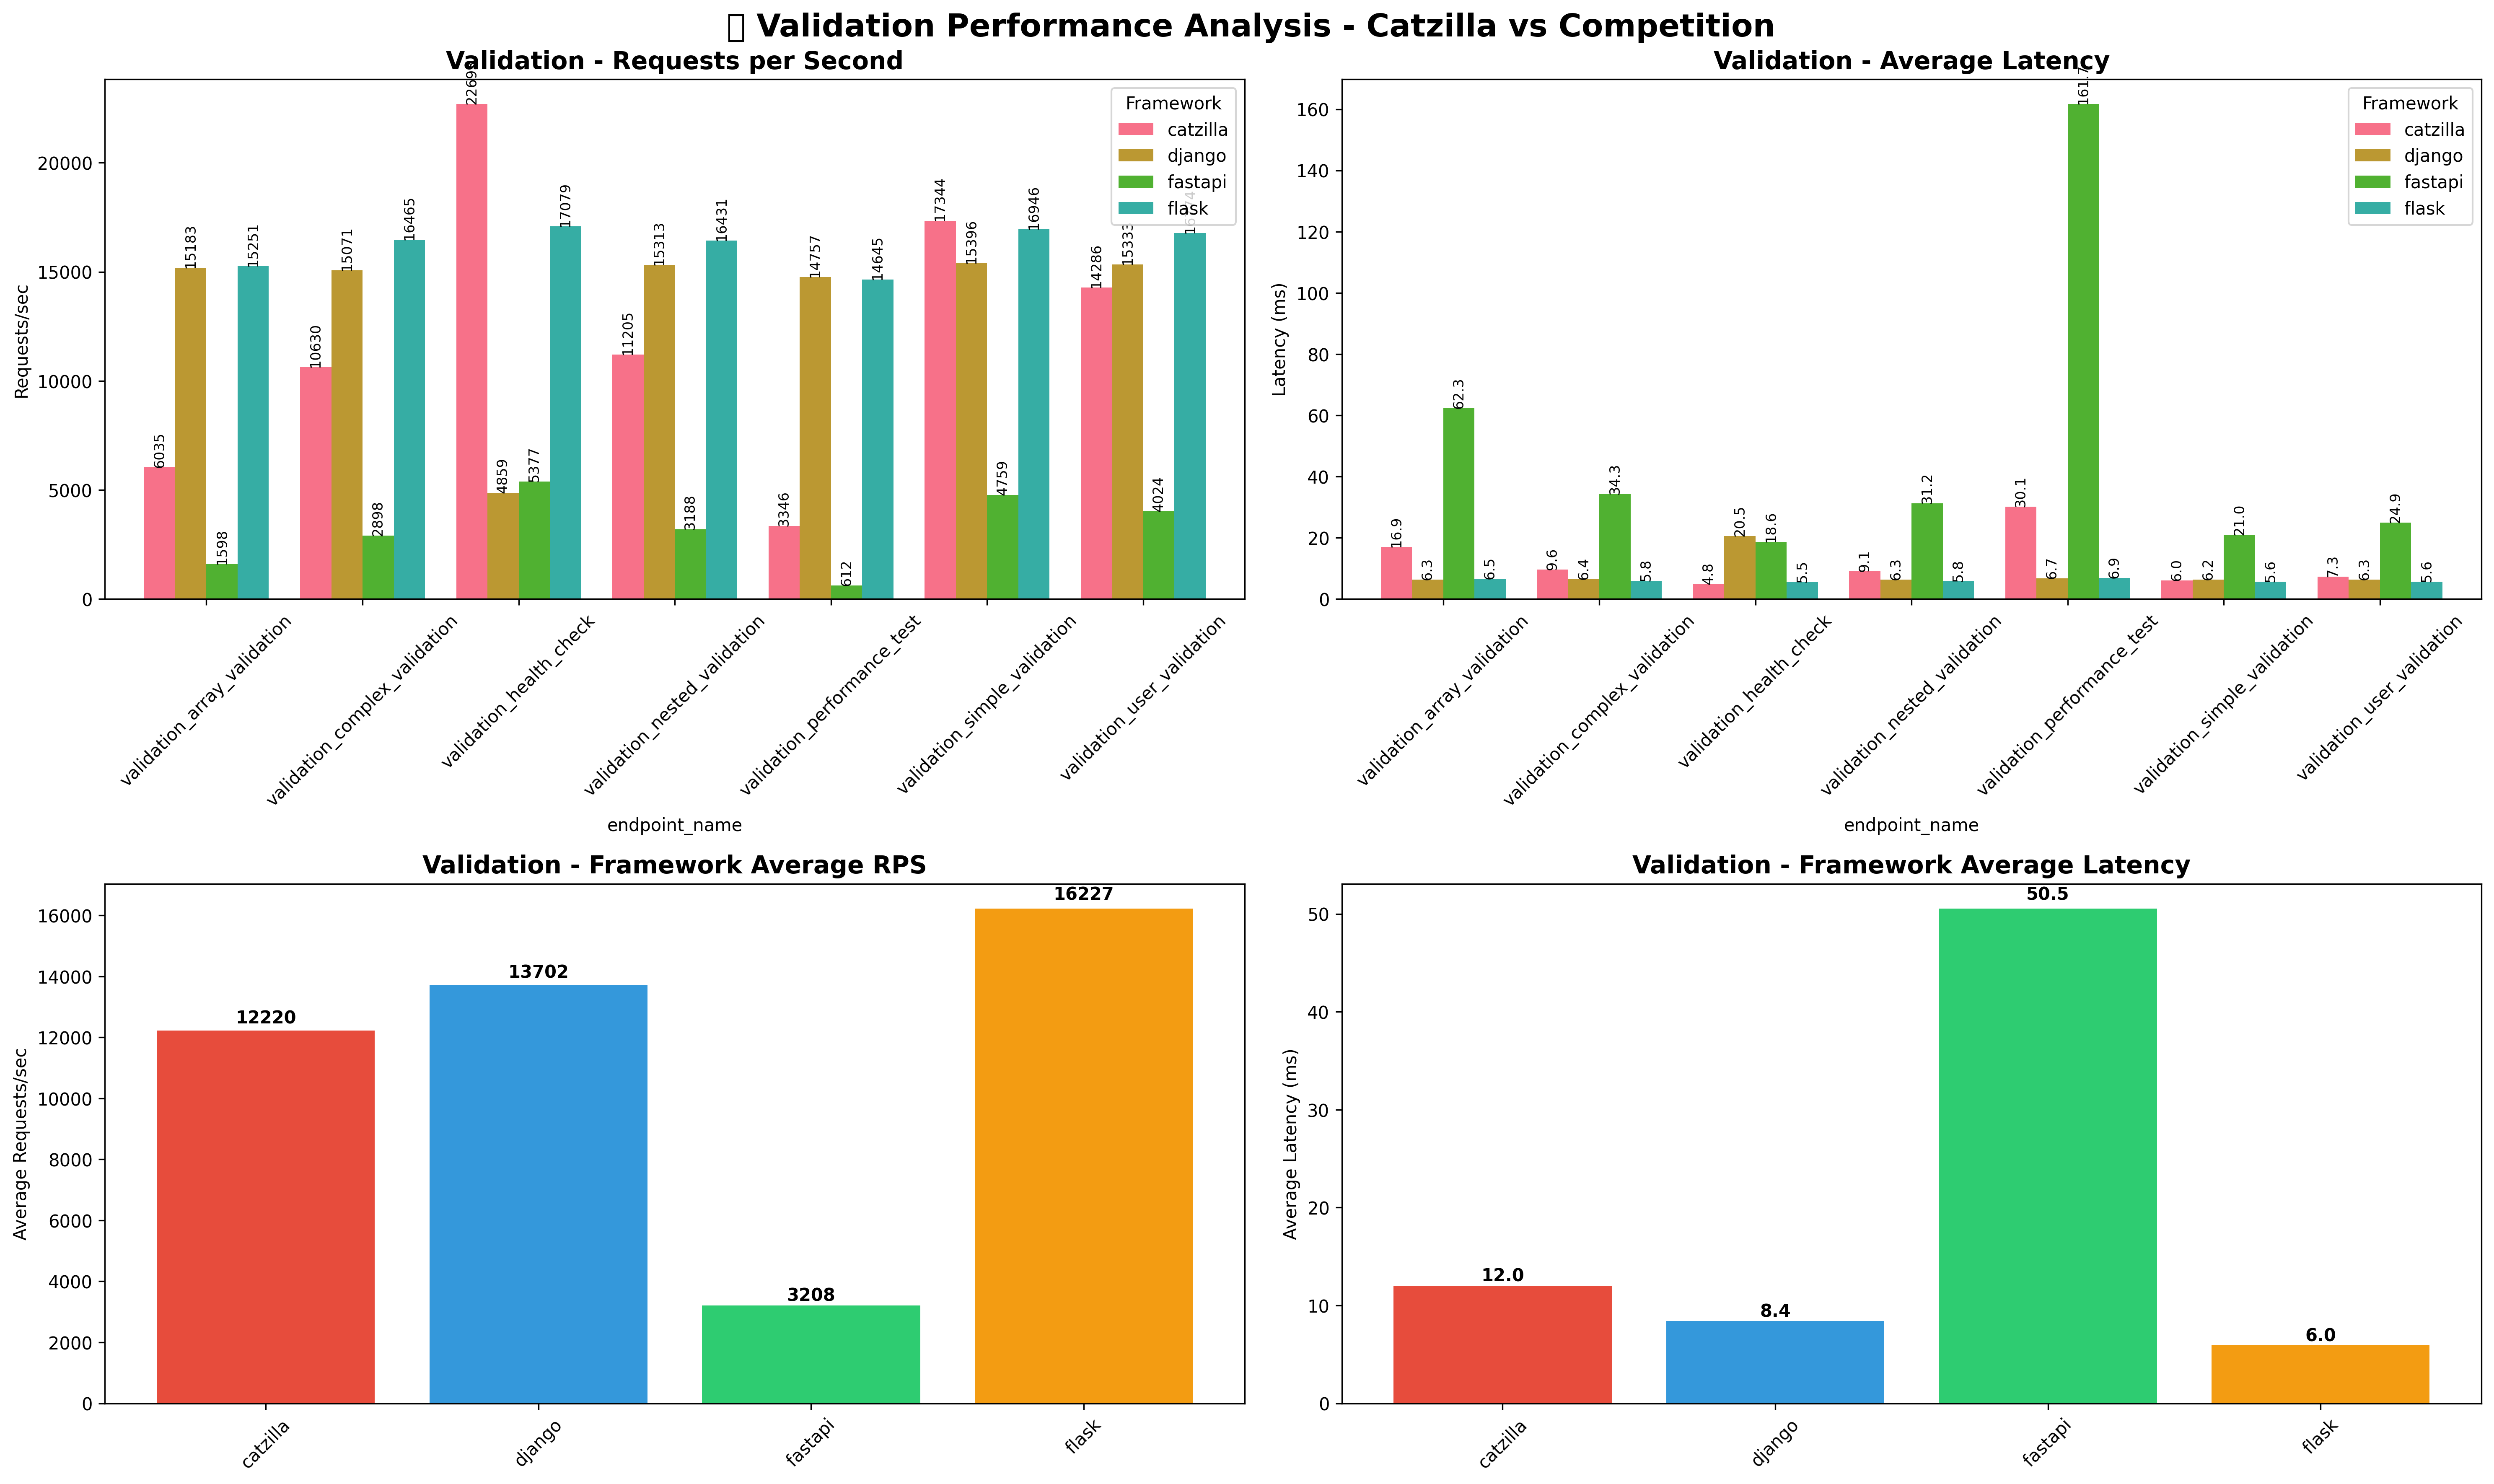 Validation Performance Analysis - Catzilla vs Competition
Validation - Requests per Second
Requests/sec
20000
15000
10000
5000
0
6035
15183
1598
15251
10630
15071
2898
16465
4859
5377
17079
11205
15313
3188
16431
3346
14757
612
14645
17344
15396
4759
16946
14286
15333
4024
Framework
catzilla
django
fastapi
flask
validation_array_validation
validation_complex_validation
validation_health_check
validation_nested_validation
validation_performance_test
validation_simple_validation
validation_user_validation
endpoint_name
Validation - Average Latency
Latency (ms)
160
140
120
100
80
60
40
20
0
16.9
6.3
62.3
6.5
9.6
6.4
34.3
5.8
4.8
20.5
18.6
5.5
9.1
6.3
31.2
5.8
30.1
6.7
161.7
6.9
6.0
6.2
21.0
5.6
7.3
6.3
24.9
5.6
Framework
catzilla
django
fastapi
flask
validation_array_validation
validation_complex_validation
validation_health_check
validation_nested_validation
validation_performance_test
validation_simple_validation
validation_user_validation
endpoint_name
Validation - Framework Average RPS
Average Requests/sec
16000
14000
12000
10000
8000
6000
4000
2000
0
12220
13702
3208
16227
catzilla
django
fastapi
flask
Validation - Framework Average Latency
Average Latency (ms)
50
40
30
20
10
0
12.0
8.4
50.5
6.0
catzilla
django
fastapi
flask